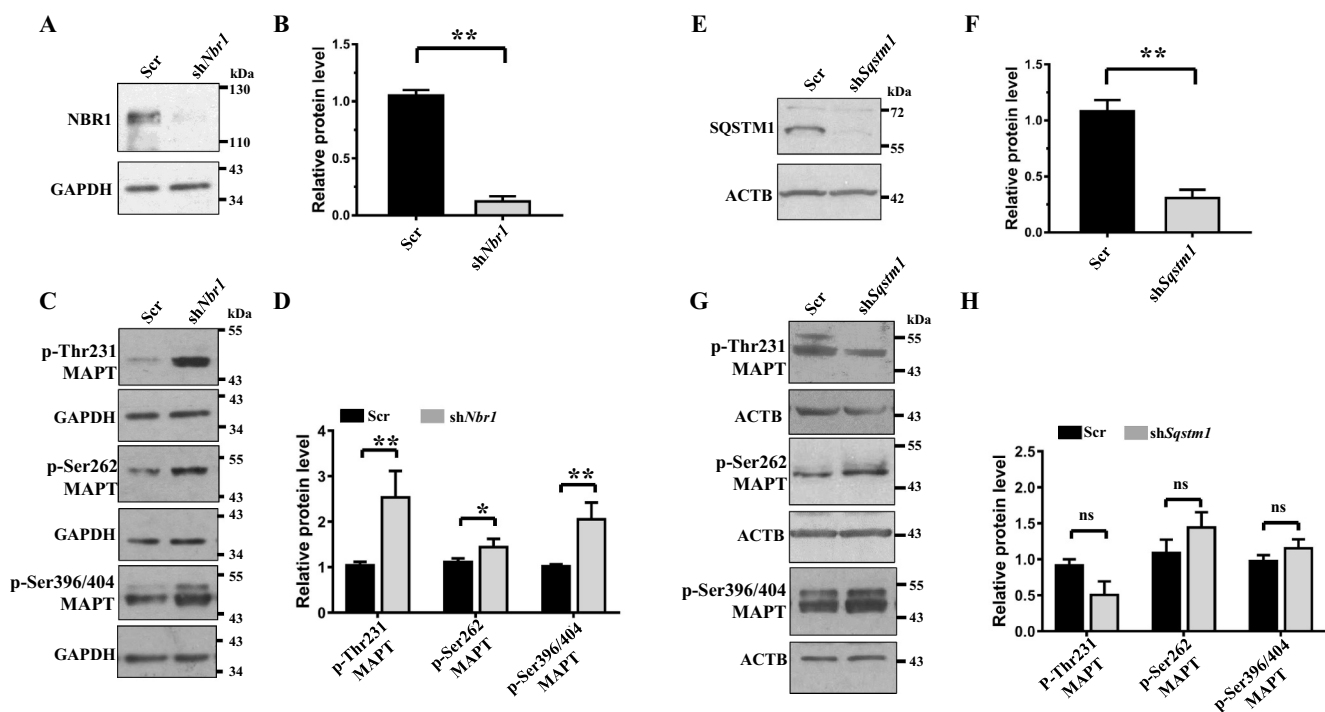 A
Scr
shNbr1
kDa
NBR1
130
110
GAPDH
43
34
B
Relative protein level
1.5
1.0
0.5
0.0
**
Scr
shNbr1
E
Scr
shSqstm1
kDa
SQSTM1
72
55
ACTB
42
F
Relative protein level
1.5
1.0
0.5
0.0
**
Scr
shSqstm1
C
Scr
shNbr1
kDa
p-Thr231
MAPT
55
43
GAPDH
43
34
p-Ser262
MAPT
55
43
GAPDH
43
34
p-Ser396/404
MAPT
55
43
GAPDH
43
34
D
Scr
shNbr1
Relative protein level
4
3
2
1
0
**
*
**
p-Thr231
MAPT
p-Ser262
MAPT
p-Ser396/404
MAPT
G
Scr
shSqstm1
kDa
p-Thr231
MAPT
55
43
ACTB
43
p-Ser262
MAPT
55
43
ACTB
43
p-Ser396/404
MAPT
55
43
ACTB
43
H
Scr
shSqstm1
Relative protein level
2.5
2.0
1.5
1.0
0.5
0.0
ns
ns
ns
P-Thr231
MAPT
p-Ser262
MAPT
p-Ser396/404
MAPT